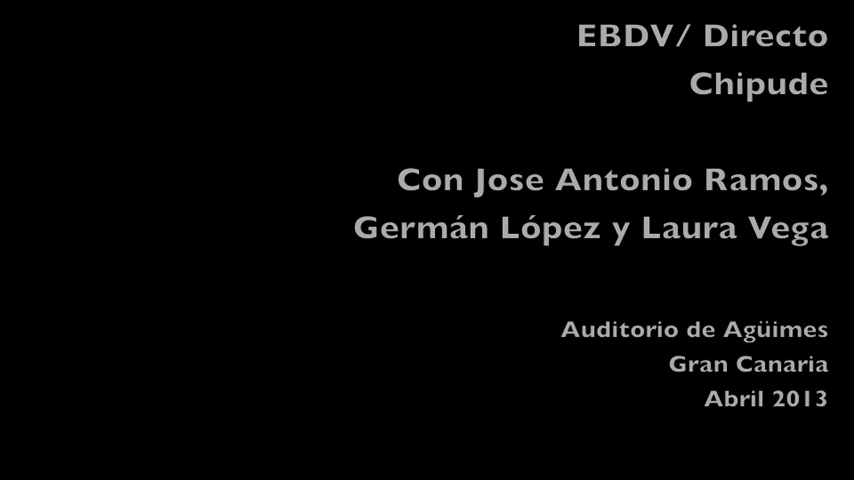 EBDV/ Directo
Chipude
Con Jose Antonio Ramos,
Germán López y Laura Vega
Auditorio de Agüimes
Gran Canaria
Abril 2013